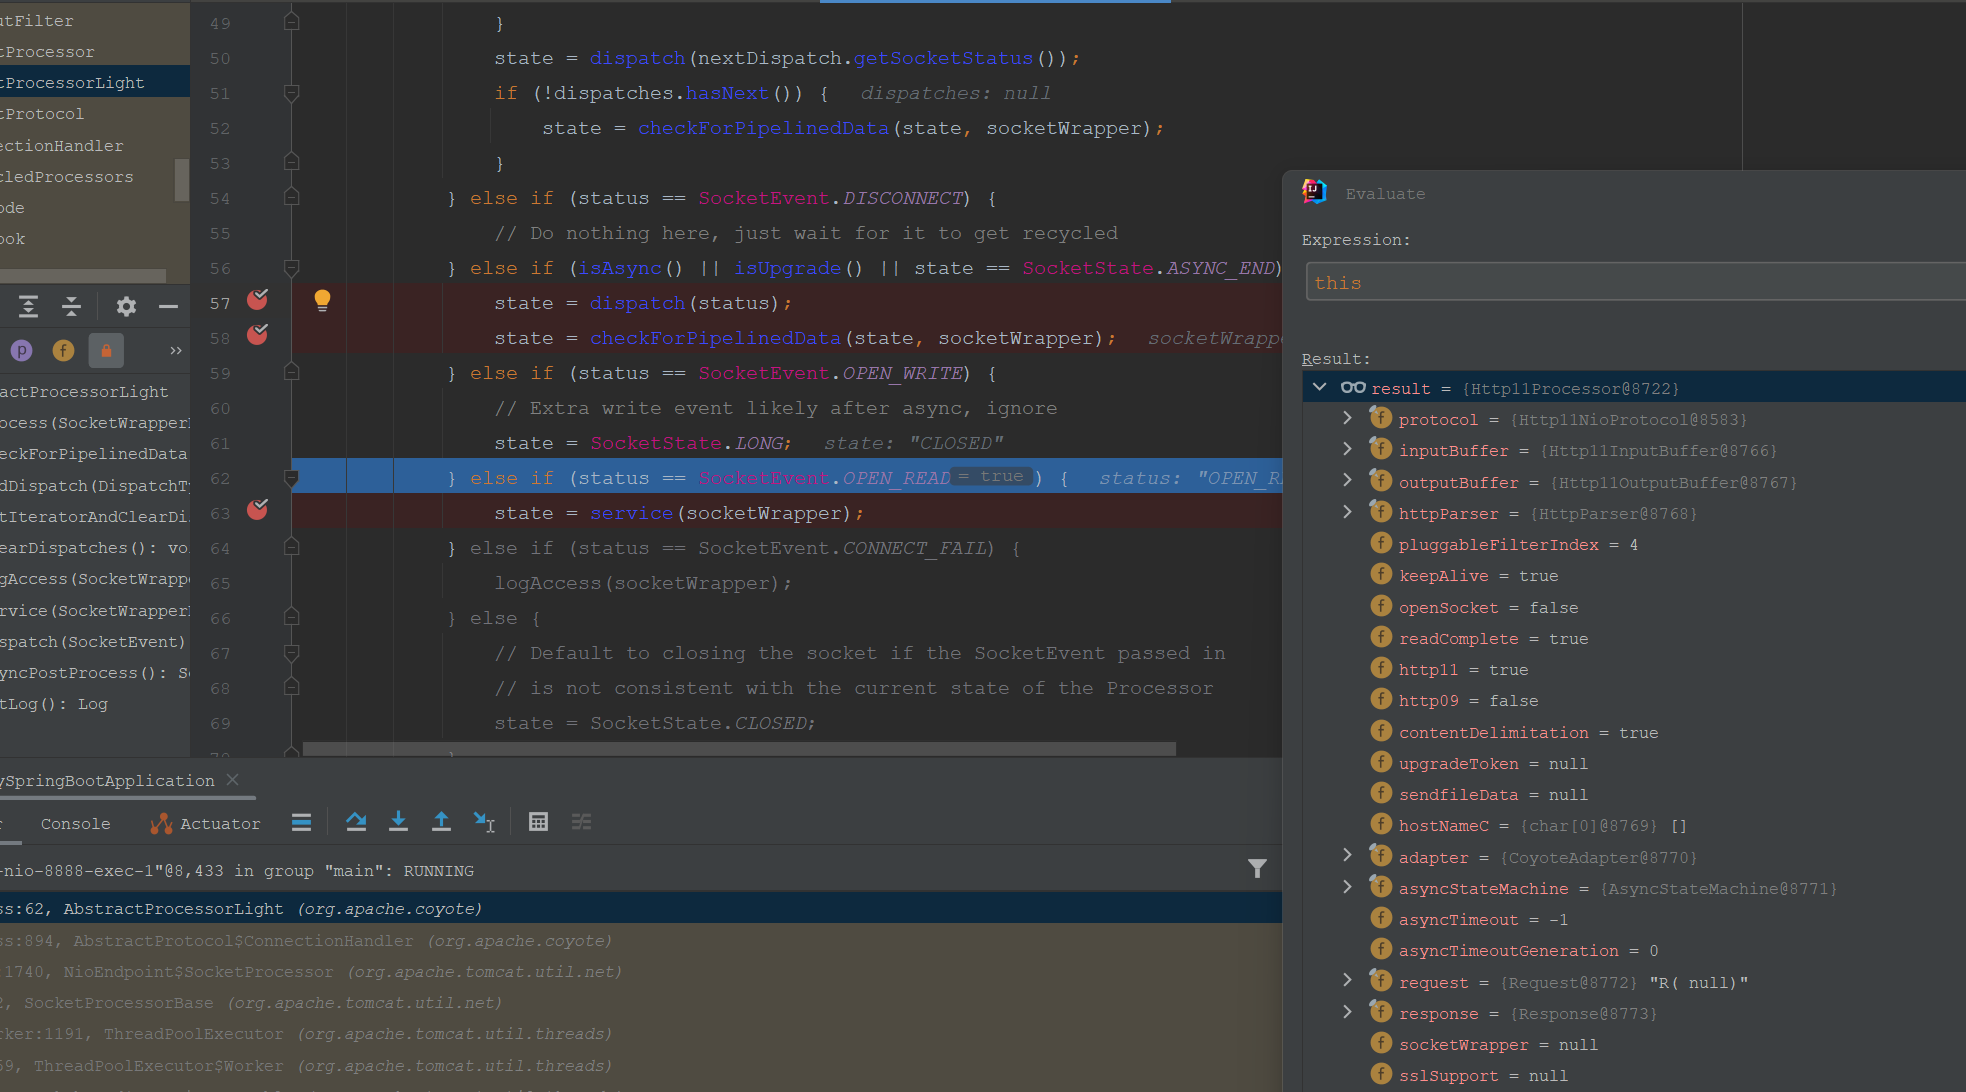 utFilter
tProcessor
tProcessorLight
tProtocol
ectionHandler
cledProcessors
ode
ook
actProcessorLight
ocess(SocketWrapper
eckForPipelinedData
dDispatch(DispatchTy
tIteratorAndClearDi
earDispatches(): vo
gAccess(SocketWrapp
rvice(SocketWrapper
spatch(SocketEvent)
yncPostProcess(): So
tLog(): Log
49 }
50 state = dispatch(nextDispatch.getSocketStatus());
51 if (!dispatches.hasNext()) { dispatches: null
52 state = checkForPipelinedData(state, socketWrapper);
53 }
54 } else if (status == SocketEvent.DISCONNECT) {
55 // Do nothing here, just wait for it to get recycled
56 } else if (isAsync() || isUpgrade() || state == SocketState.ASYNC_END)
57 state = dispatch(status);
58 state = checkForPipelinedData(state, socketWrapper); socketWrapp
59 } else if (status == SocketEvent.OPEN_WRITE) {
60 // Extra write event likely after async, ignore
61 state = SocketState.LONG; state: "CLOSED"
62 } else if (status == SocketEvent.OPEN_READ = true ) { status: "OPEN_R
63 state = service(socketWrapper);
64 } else if (status == SocketEvent.CONNECT_FAIL) {
65 logAccess(socketWrapper);
66 } else {
67 // Default to closing the socket if the SocketEvent passed in
68 // is not consistent with the current state of the Processor
69 state = SocketState.CLOSED;
70 }
ySpringBootApplication
r Console Actuator
-nio-8888-exec-1"@8,433 in group "main": RUNNING
ss:62, AbstractProcessorLight (org.apache.coyote)
ss:894, AbstractProtocol$ConnectionHandler (org.apache.coyote)
:1740, NioEndpoint$SocketProcessor (org.apache.tomcat.util.net)
2, SocketProcessorBase (org.apache.tomcat.util.net)
rker:1191, ThreadPoolExecutor (org.apache.tomcat.util.threads)
59, ThreadPoolExecutor$Worker (org.apache.tomcat.util.threads)
Evaluate
Expression:
this
Result:
result = {Http11Processor@8722}
protocol = {Http11NioProtocol@8583}
inputBuffer = {Http11InputBuffer@8766}
outputBuffer = {Http11OutputBuffer@8767}
httpParser = {HttpParser@8768}
pluggableFilterIndex = 4
keepAlive = true
openSocket = false
readComplete = true
http11 = true
http09 = false
contentDelimitation = true
upgradeToken = null
sendfileData = null
hostNameC = {char[0]@8769} []
adapter = {CoyoteAdapter@8770}
asyncStateMachine = {AsyncStateMachine@8771}
asyncTimeout = -1
asyncTimeoutGeneration = 0
request = {Request@8772} "R( null)"
response = {Response@8773}
socketWrapper = null
sslSupport = null